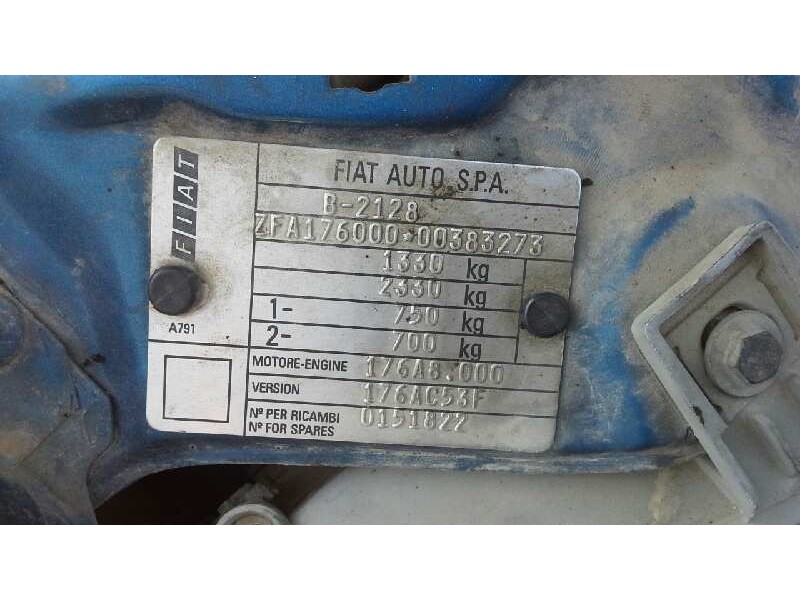 FIAT
FIAT AUTO S.P.A.
B-2128
ZFA176000*00383273
1330 kg
2330 kg
1- 750 kg
2- 700 kg
A791
MOTORE-ENGINE 176A8.000
VERSION 176AC53F
Nº PER RICAMBI
Nº FOR SPARES 0151822